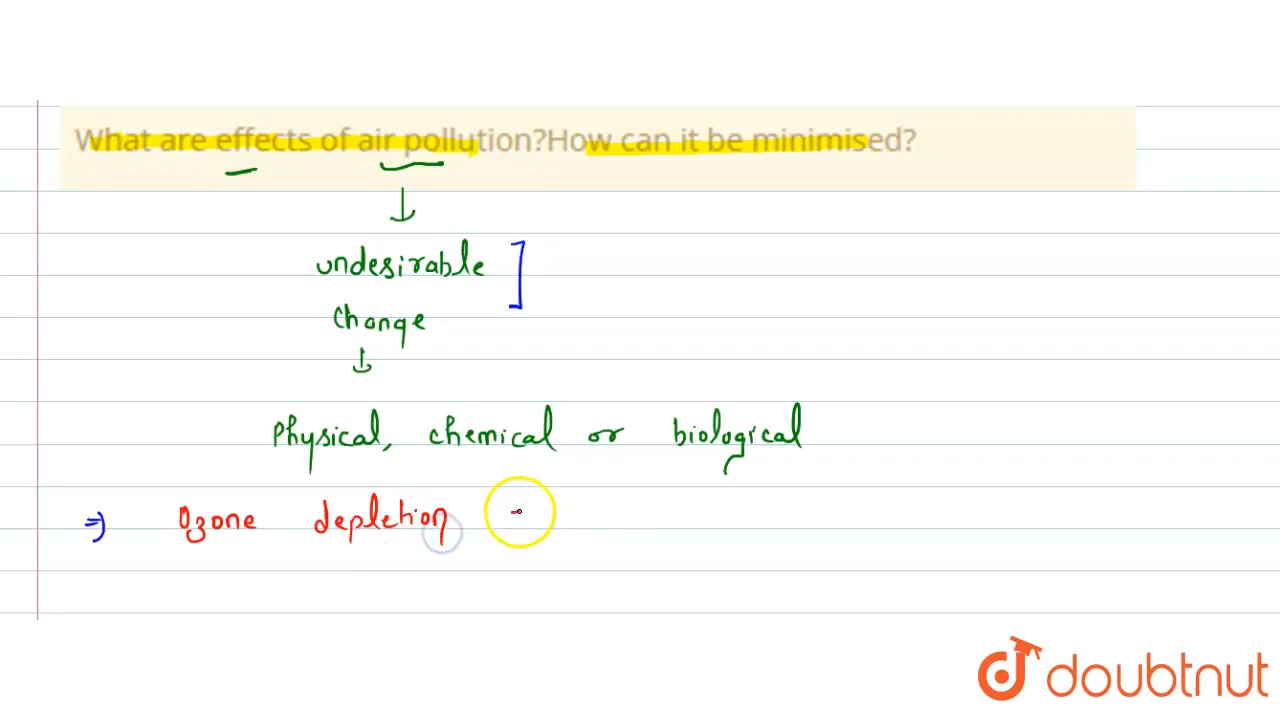 What are effects of air pollution?How can it be minimised?
undesirable
change
Physical, chemical or biological
⇒ Ozone depletion -
doubtnut